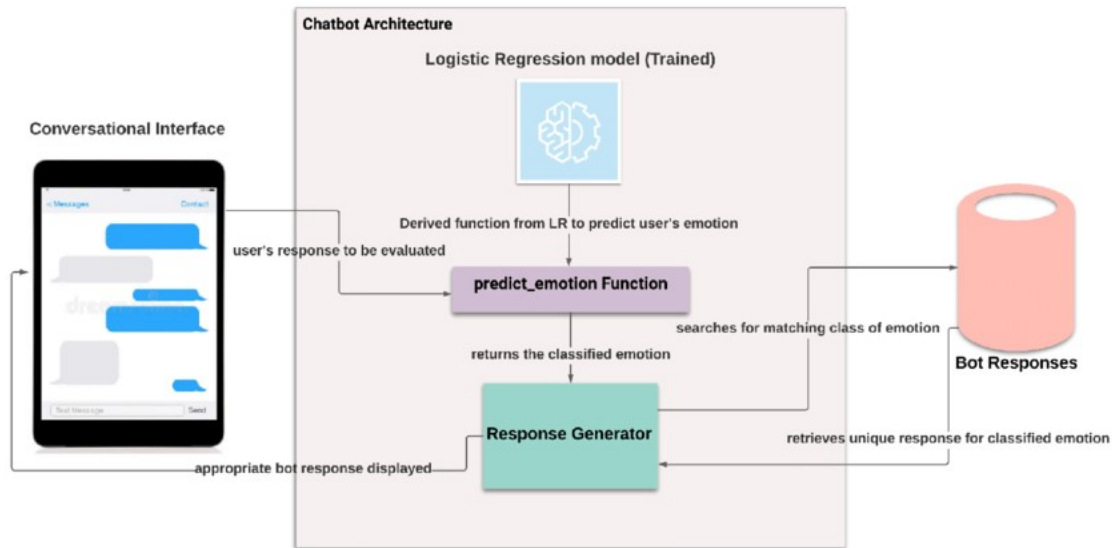 Chatbot Architecture
Logistic Regression model (Trained)
Conversational Interface
< Messages
Contact
Derived function from LR to predict user's emotion
user's response to be evaluated
predict_emotion Function
searches for matching class of emotion
returns the classified emotion
Bot Responses
Text Message
Send
Response Generator
retrieves unique response for classified emotion
appropriate bot response displayed